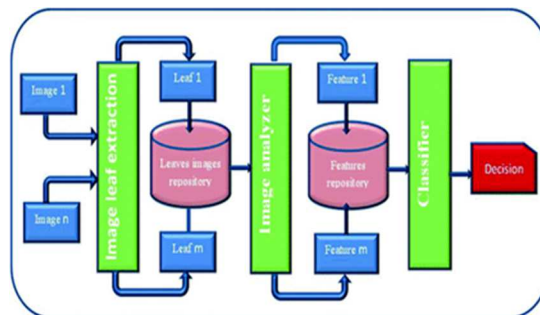 Image 1
Image n
Image leaf extraction
Leaf 1
Leaves images
repository
Leaf m
Image analyzer
Feature 1
Features
repository
Feature m
Classifier
Decision